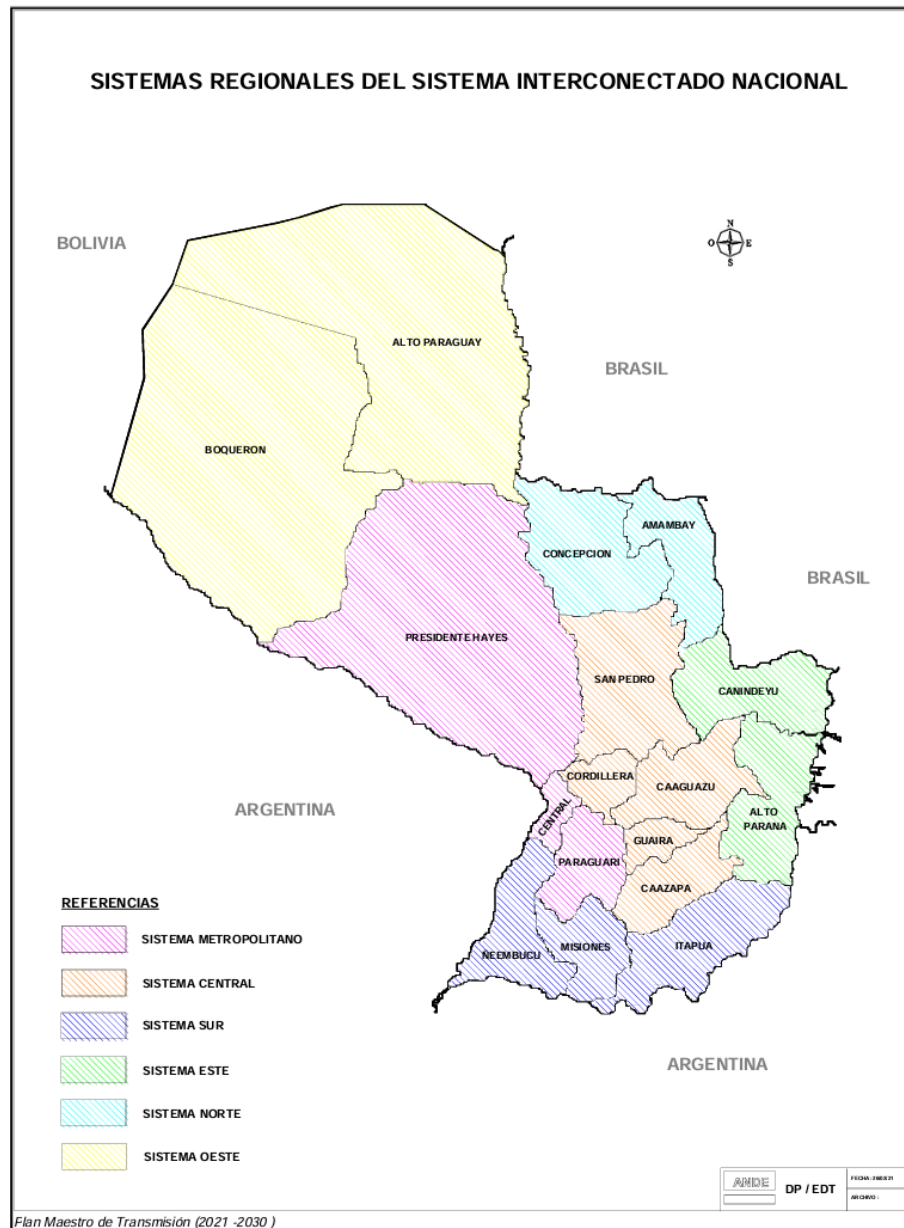 SISTEMAS REGIONALES DEL SISTEMA INTERCONECTADO NACIONAL
BOLIVIA
N
O E
S
ALTO PARAGUAY
BRASIL
BOQUERON
AMAMBAY
CONCEPCION
BRASIL
PRESIDENTE HAYES
SAN PEDRO
CANINDEYU
CORDILLERA
CAAGUAZU
ARGENTINA
CENTRAL
ALTO
PARANA
GUAIRA
PARAGUARI
CAAZAPA
REFERENCIAS
SISTEMA METROPOLITANO
ÑEEMBUCU
MISIONES
ITAPUA
SISTEMA CENTRAL
SISTEMA SUR
ARGENTINA
SISTEMA ESTE
SISTEMA NORTE
SISTEMA OESTE
ANDE
DP / EDT
FECHA:
ARCHIVO :
Plan Maestro de Transmisión (2021 -2030 )